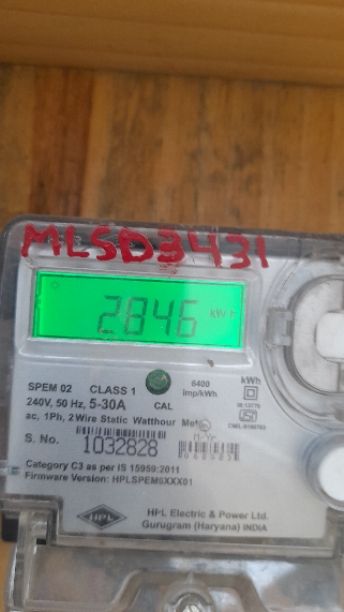 MLSD3431
2846 kWh
SPEM 02 CLASS 1
6400 imp/kWh
kWh
240V, 50 Hz, 5-30A CAL
ac, 1Ph, 2 Wire Static Watthour
S. No. 1032828
Category C3 as per IS 15959:2011
Firmware Version:
HPL
HPL Electric & Power Ltd.
Gurugram (Haryana) INDIA